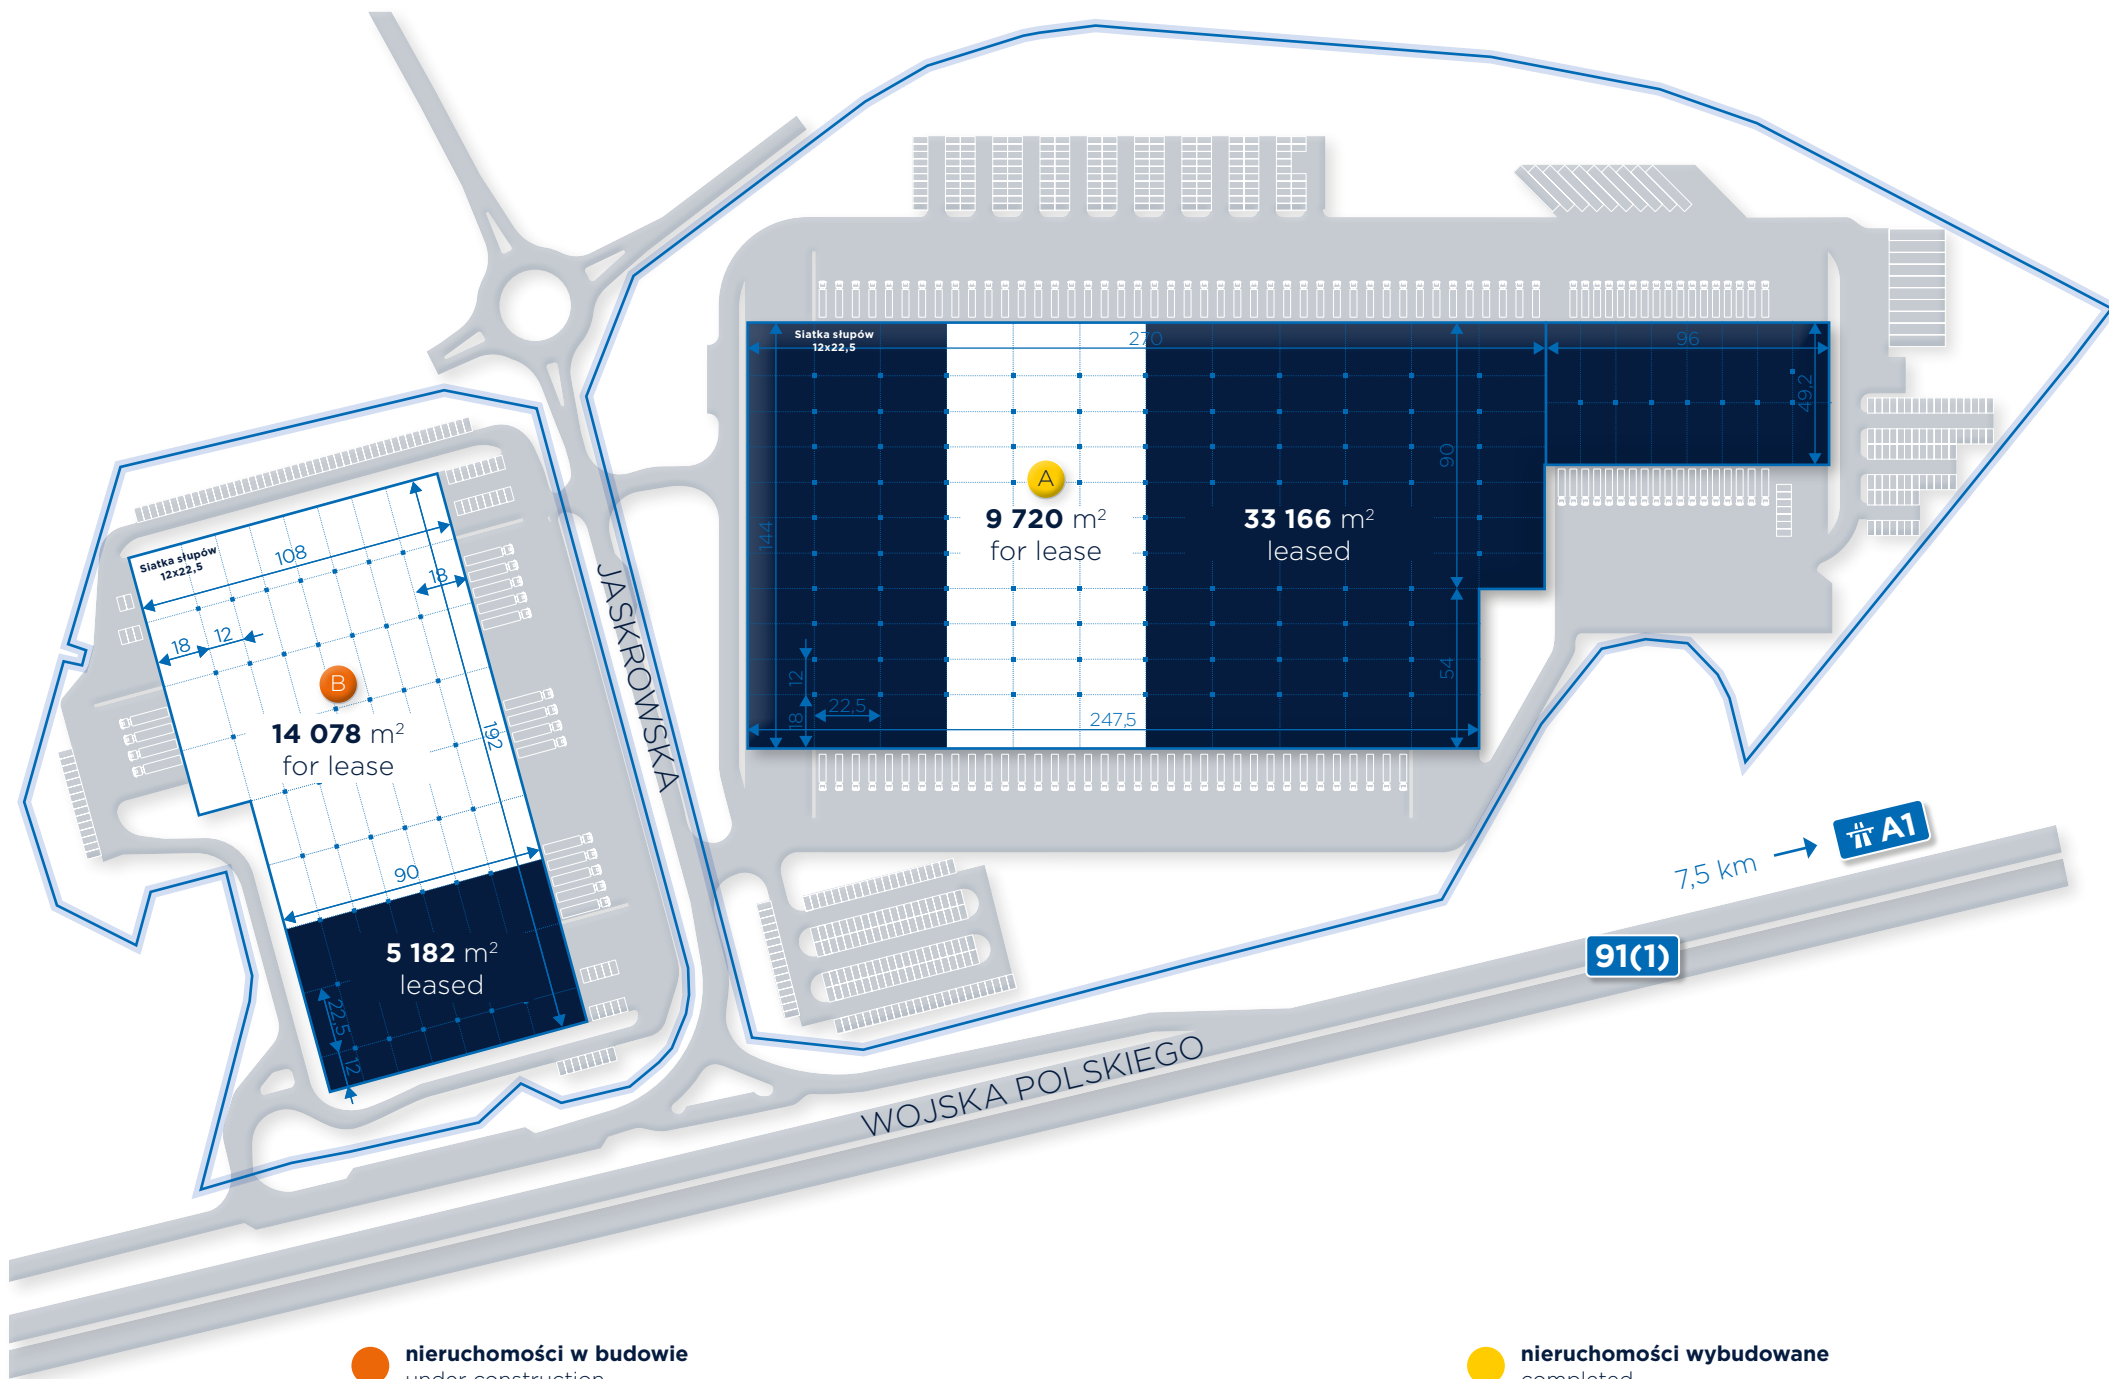 Siatka słupów
12x22,5
270
96
49,2
90
144
A
9 720 m²
for lease
33 166 m²
leased
54
12
18
22,5
247,5
Siatka słupów
12x22,5
108
18
18
12
B
14 078 m²
for lease
192
90
5 182 m²
leased
22,5
12
JASKROWSKA
7,5 km
A1
91(1)
WOJSKA POLSKIEGO
nieruchomości w budowie
under construction
nieruchomości wybudowane
completed